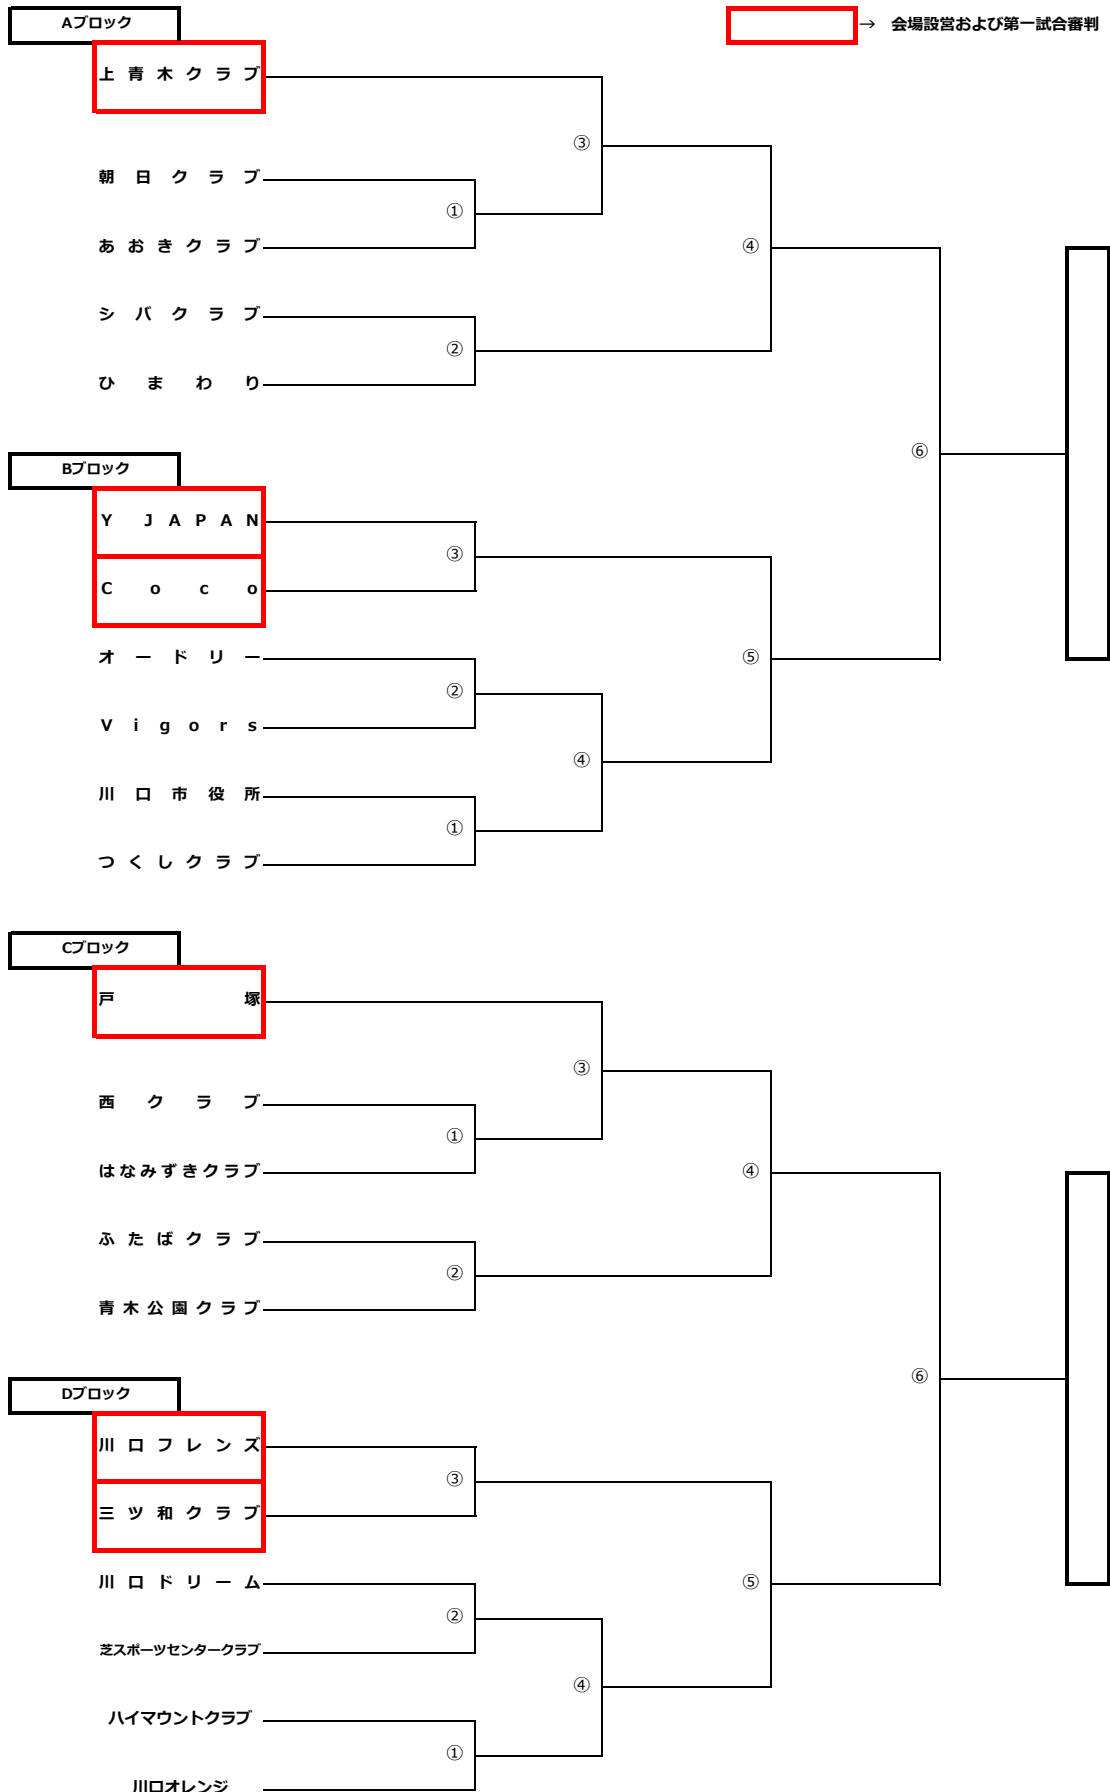 Aブロック
→ 会場設営および第一試合審判
上青木クラブ
③
朝日クラブ
①
あおきクラブ
④
シバクラブ
②
ひまわり
⑥
Bブロック
Y JAPAN
③
Coco
オードリー
⑤
②
Vigors
④
川口市役所
①
つくしクラブ
Cブロック
戸塚
③
西クラブ
①
はなみずきクラブ
④
ふたばクラブ
②
青木公園クラブ
⑥
Dブロック
川口フレンズ
③
三ツ和クラブ
川口ドリーム
⑤
②
芝スポーツセンタークラブ
④
ハイマウントクラブ
①
川口オレンジ